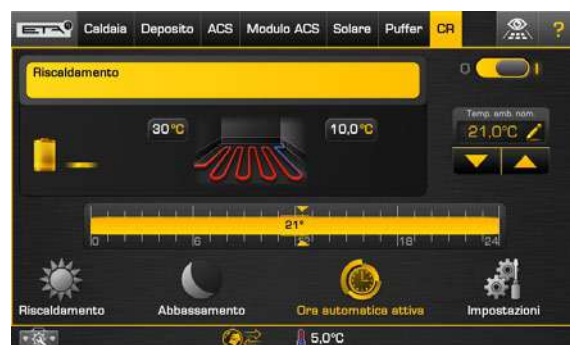 ETA Caldaia Deposito ACS Modulo ACS Solare Puffer CR ?
Riscaldamento
0 I
Temp. amb. nom.
30°C 10,0°C 21,0°C
21°
0 6 12 18 24
Riscaldamento Abbassamento Ora automatica attiva Impostazioni
5,0°C